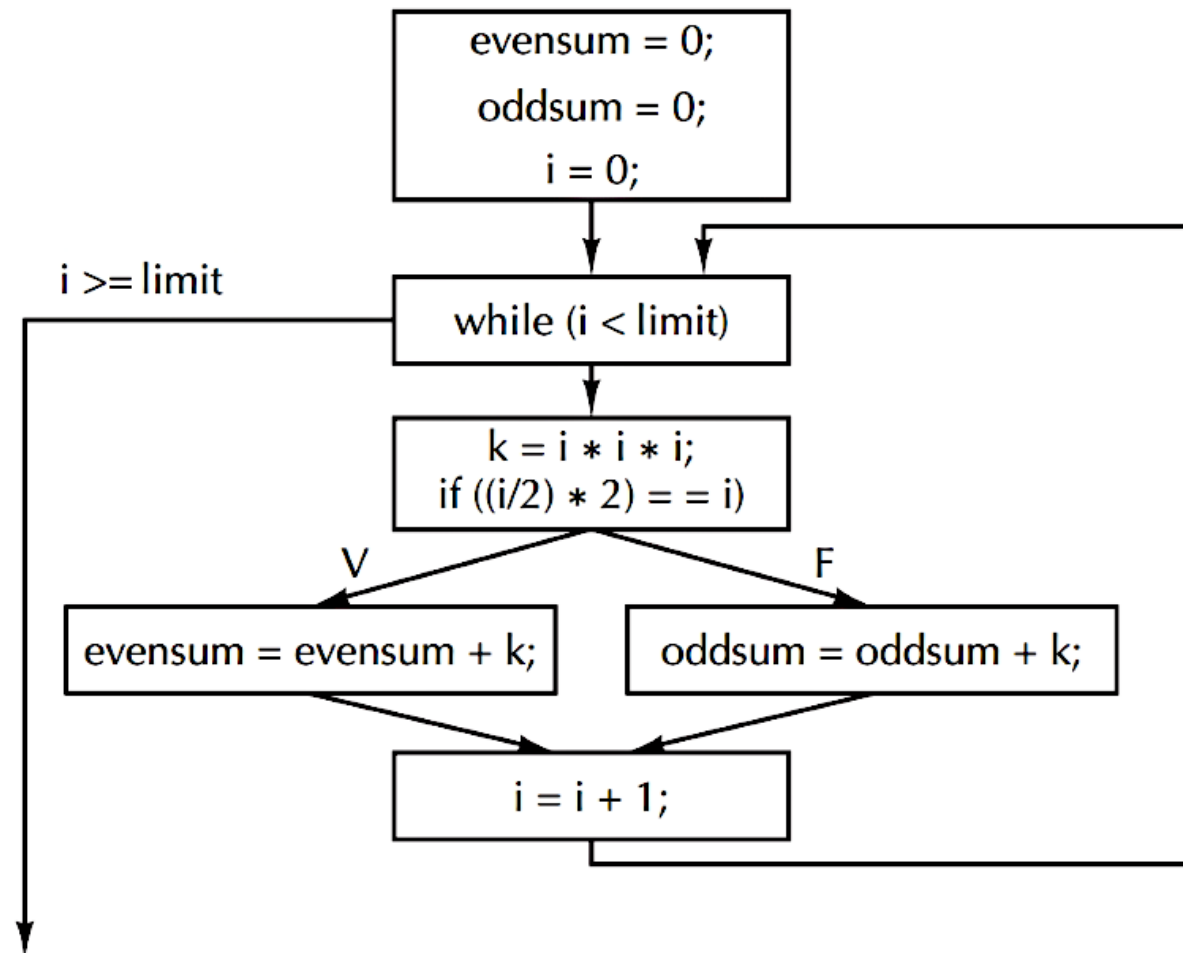 evensum = 0;
oddsum = 0;
i = 0;
i >= limit
while (i < limit)
k = i * i * i;
if ((i/2) * 2) = = i)
V
F
evensum = evensum + k;
oddsum = oddsum + k;
i = i + 1;